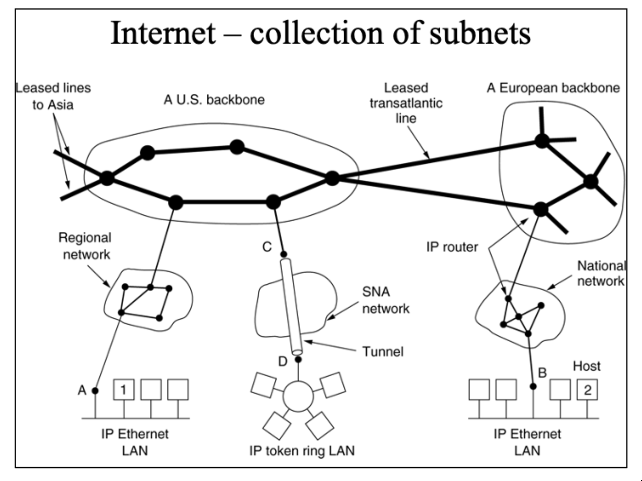 Internet – collection of subnets
Leased lines
to Asia
A U.S. backbone
Leased
transatlantic
line
A European backbone
Regional
network
C
SNA
network
IP router
National
network
Tunnel
D
A
1
B
Host
2
IP Ethernet
LAN
IP token ring LAN
IP Ethernet
LAN